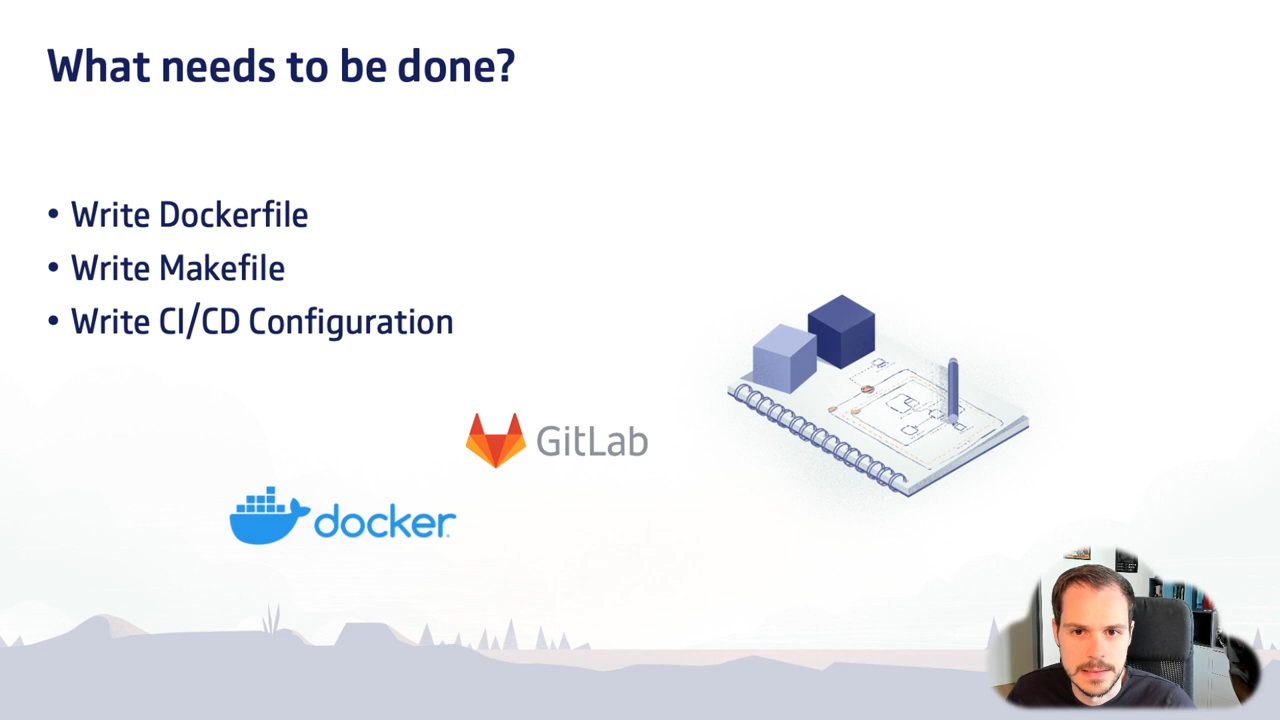 What needs to be done?
• Write Dockerfile
• Write Makefile
• Write CI/CD Configuration
GitLab
docker